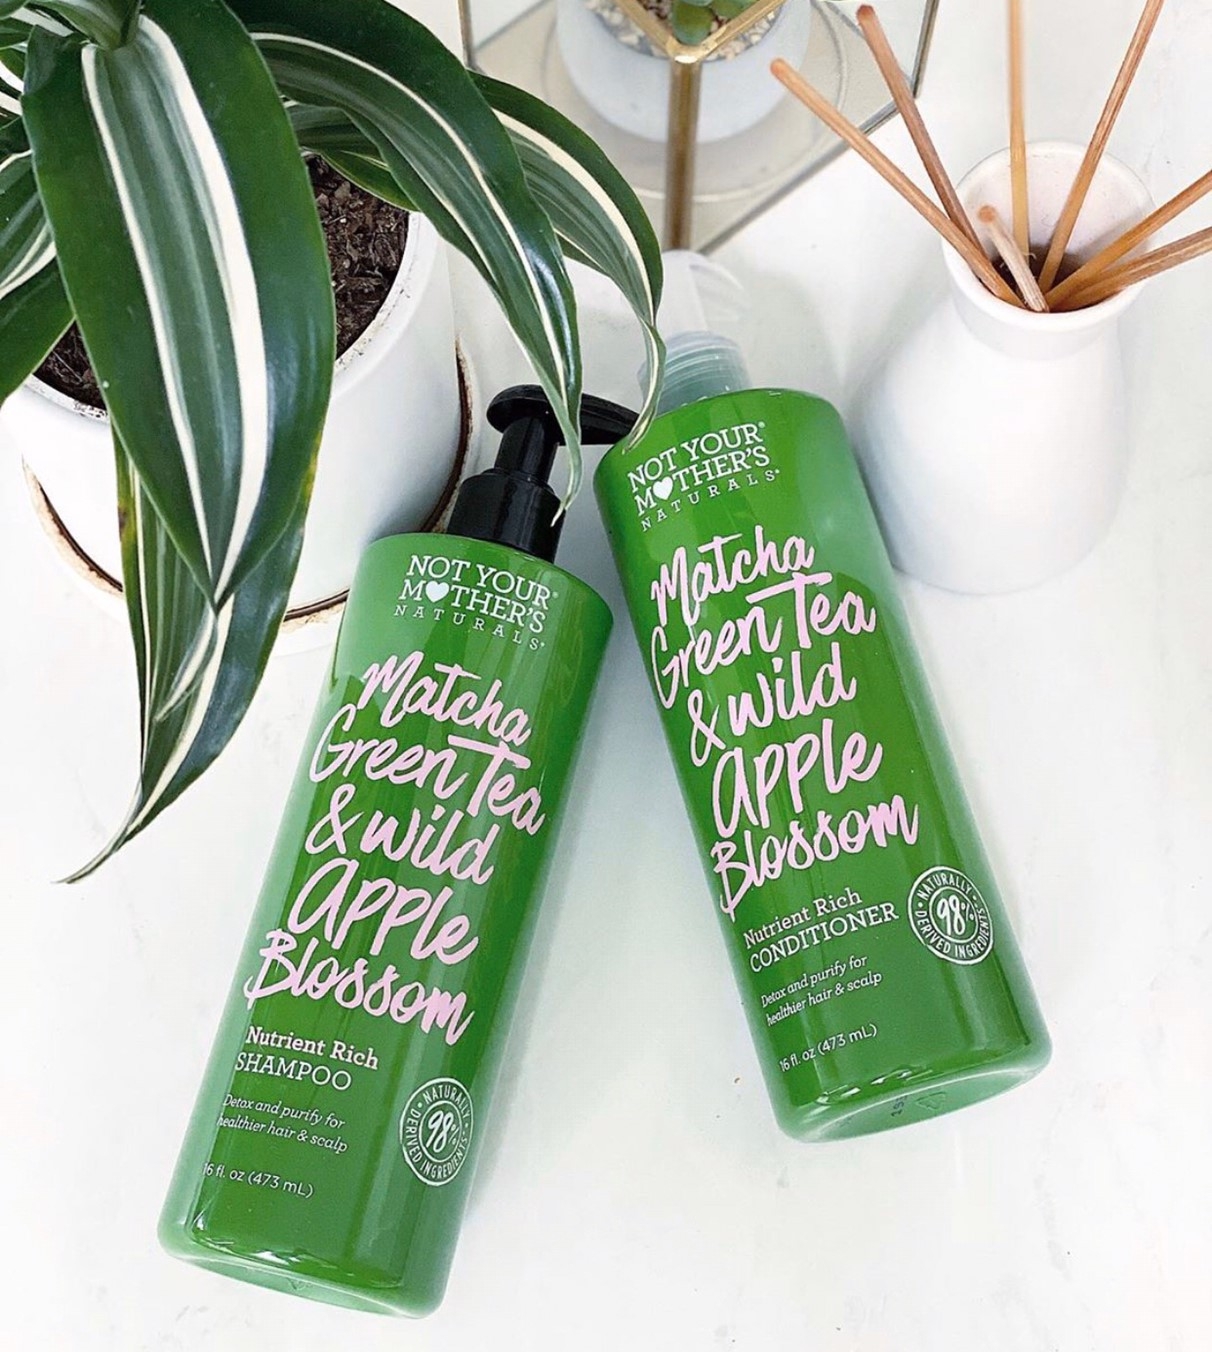 NOT YOUR®
MOTHER'S
NATURALS®
Matcha
Green Tea
& Wild
Apple
Blossom
Nutrient Rich
SHAMPOO
Detox and purify for
healthier hair & scalp
16 fl. oz (473 mL)
• NATURALLY •
98%
DERIVED INGREDIENTS
NOT YOUR®
MOTHER'S
NATURALS®
Matcha
Green Tea
& Wild
Apple
Blossom
Nutrient Rich
CONDITIONER
Detox and purify for
healthier hair & scalp
16 fl. oz (473 mL)
• NATURALLY •
98%
DERIVED INGREDIENTS